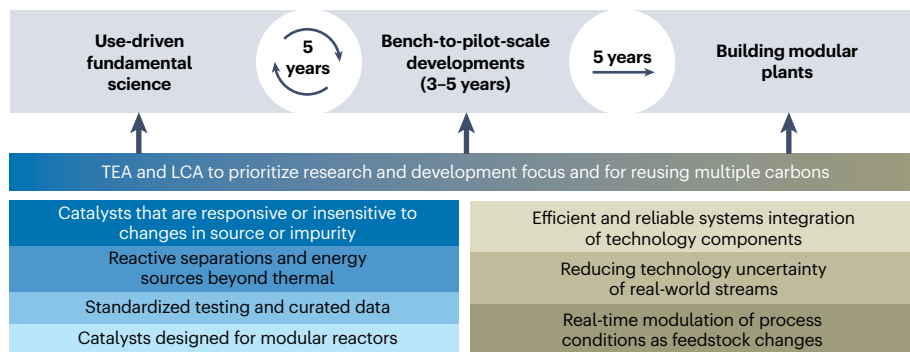 Use-driven
fundamental
science
5
years
Bench-to-pilot-scale
developments
(3–5 years)
5 years
Building modular
plants
TEA and LCA to prioritize research and development focus and for reusing multiple carbons
Catalysts that are responsive or insensitive to
changes in source or impurity
Reactive separations and energy
sources beyond thermal
Standardized testing and curated data
Catalysts designed for modular reactors
Efficient and reliable systems integration
of technology components
Reducing technology uncertainty
of real-world streams
Real-time modulation of process
conditions as feedstock changes